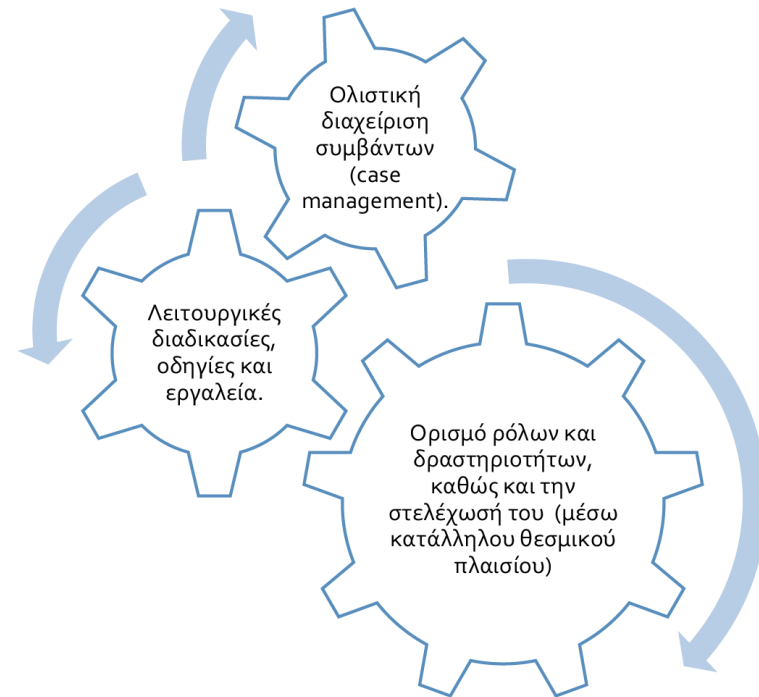 Ολιστική
διαχείριση
συμβάντων
(case
management).
Λειτουργικές
διαδικασίες,
οδηγίες και
εργαλεία.
Ορισμό ρόλων και
δραστηριοτήτων,
καθώς και την
στελέχωσή του (μέσω
κατάλληλου θεσμικού
πλαισίου)